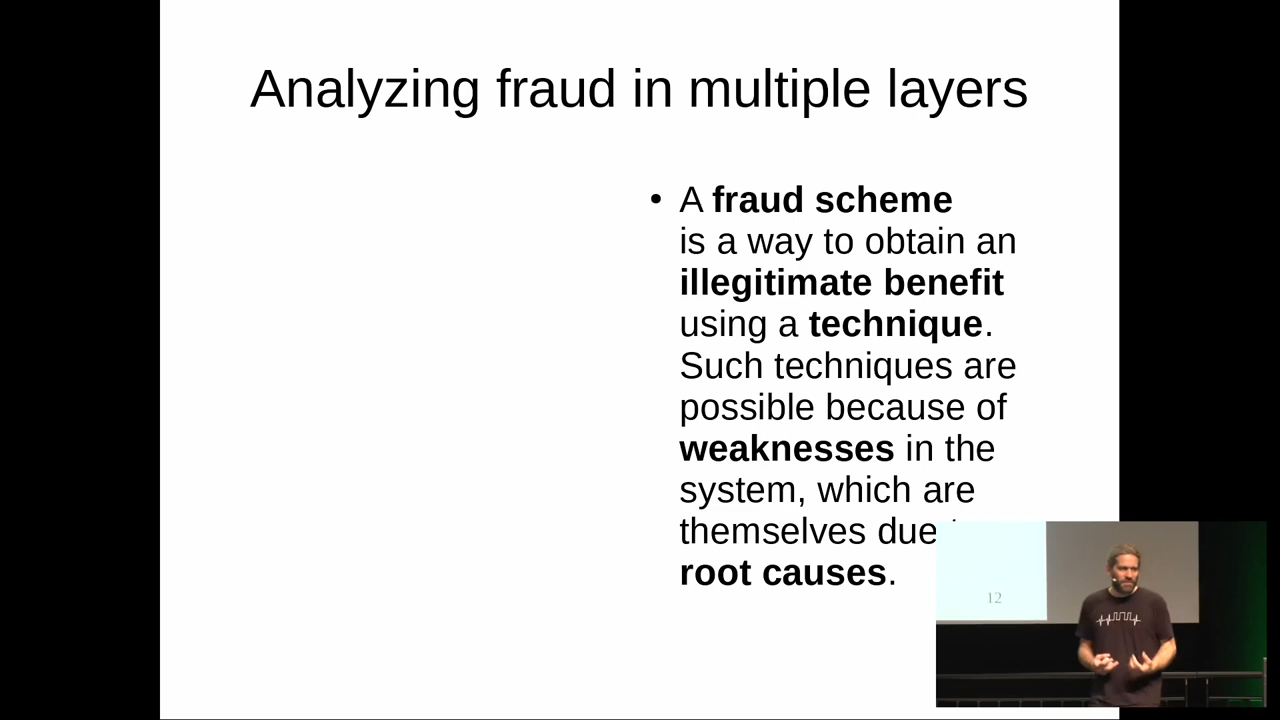 Analyzing fraud in multiple layers
• A fraud scheme
is a way to obtain an
illegitimate benefit
using a technique.
Such techniques are
possible because of
weaknesses in the
system, which are
themselves due
root causes.
12